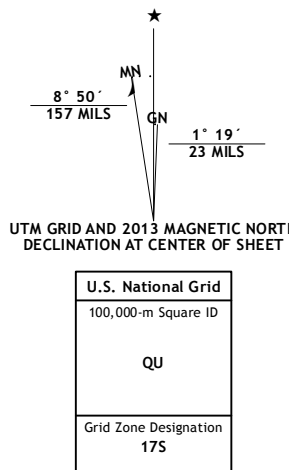 MN
GN
8° 50´
157 MILS
1° 19´
23 MILS
UTM GRID AND 2013 MAGNETIC NORTH
DECLINATION AT CENTER OF SHEET
U.S. National Grid
100,000-m Square ID
QU
Grid Zone Designation
17S